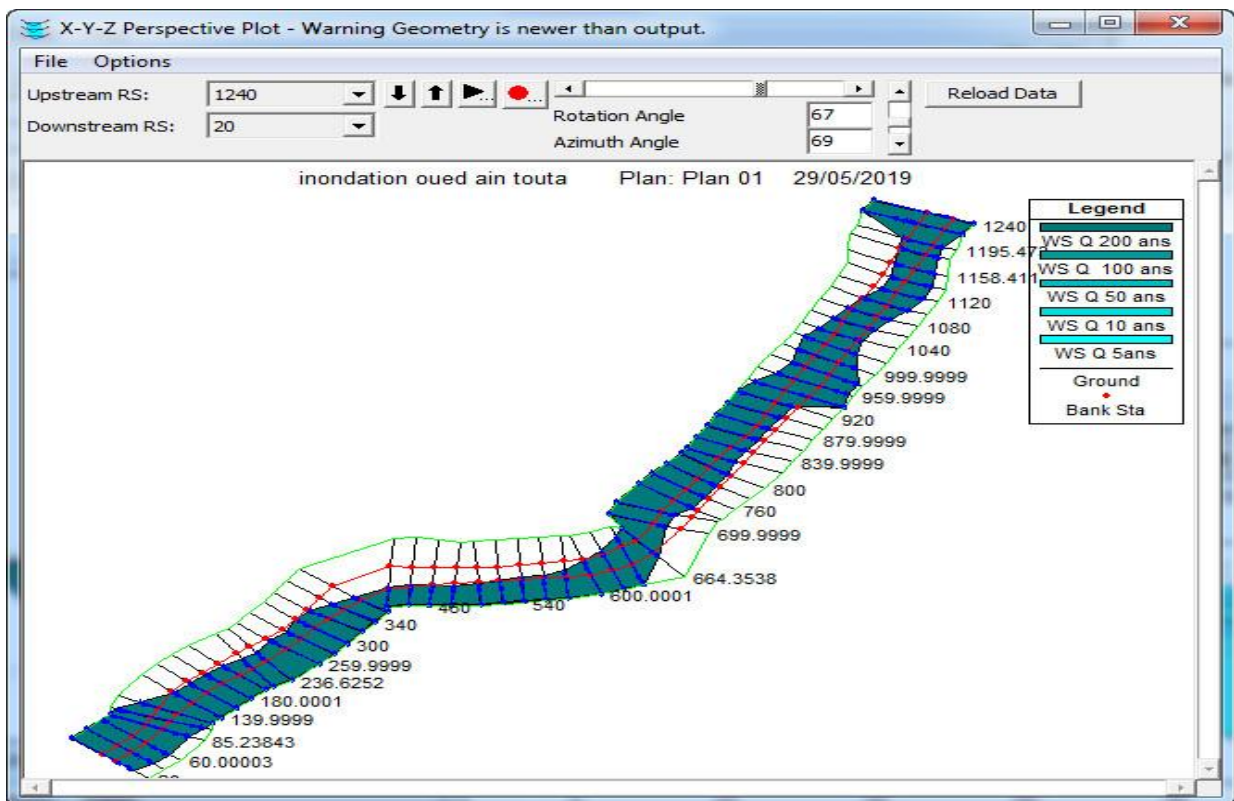 X-Y-Z Perspective Plot - Warning Geometry is newer than output.
File Options
Upstream RS: 1240
Downstream RS: 20
Rotation Angle 67
Azimuth Angle 69
Reload Data
inondation oued ain touta Plan: Plan 01 29/05/2019
Legend
WS Q 200 ans
WS Q 100 ans
WS Q 50 ans
WS Q 10 ans
WS Q 5ans
Ground
Bank Sta
1240
1195.473
1158.411
1120
1080
1040
999.9999
959.9999
920
879.9999
839.9999
800
760
699.9999
664.3538
600.0001
540
460
340
300
259.9999
236.6252
180.0001
139.9999
85.23843
60.00003